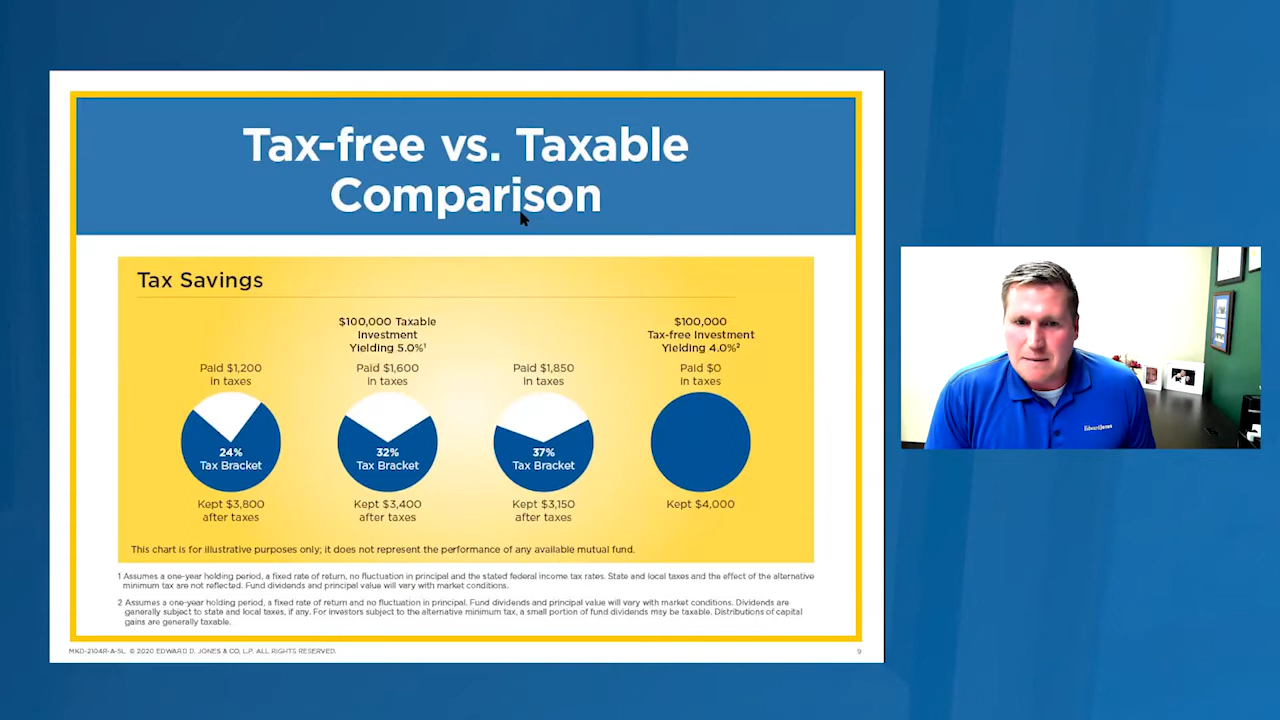 Tax-free vs. Taxable
Comparison
Tax Savings
$100,000 Taxable
Investment
Yielding 5.0%¹
$100,000
Tax-free Investment
Yielding 4.0%²
Paid $1,200
in taxes
Paid $1,600
in taxes
Paid $1,850
in taxes
Paid $0
in taxes
24%
Tax Bracket
32%
Tax Bracket
37%
Tax Bracket
Kept $3,800
after taxes
Kept $3,400
after taxes
Kept $3,150
after taxes
Kept $4,000
This chart is for illustrative purposes only; it does not represent the performance of any available mutual fund.
1 Assumes a one-year holding period, a fixed rate of return, no fluctuation in principal and the stated federal income tax rates. State and local taxes and the effect of the alternative
minimum tax are not reflected. Fund dividends and principal value will vary with market conditions.
2 Assumes a one-year holding period, a fixed rate of return and no fluctuation in principal. Fund dividends and principal value will vary with market conditions. Dividends are
generally subject to state and local taxes, if any. For investors subject to the alternative minimum tax, a small portion of fund dividends may be taxable. Distributions of capital
gains are generally taxable.
MKD-2104R-A-SL © 2020 EDWARD D. JONES & CO., L.P. ALL RIGHTS RESERVED.
9
Edward Jones